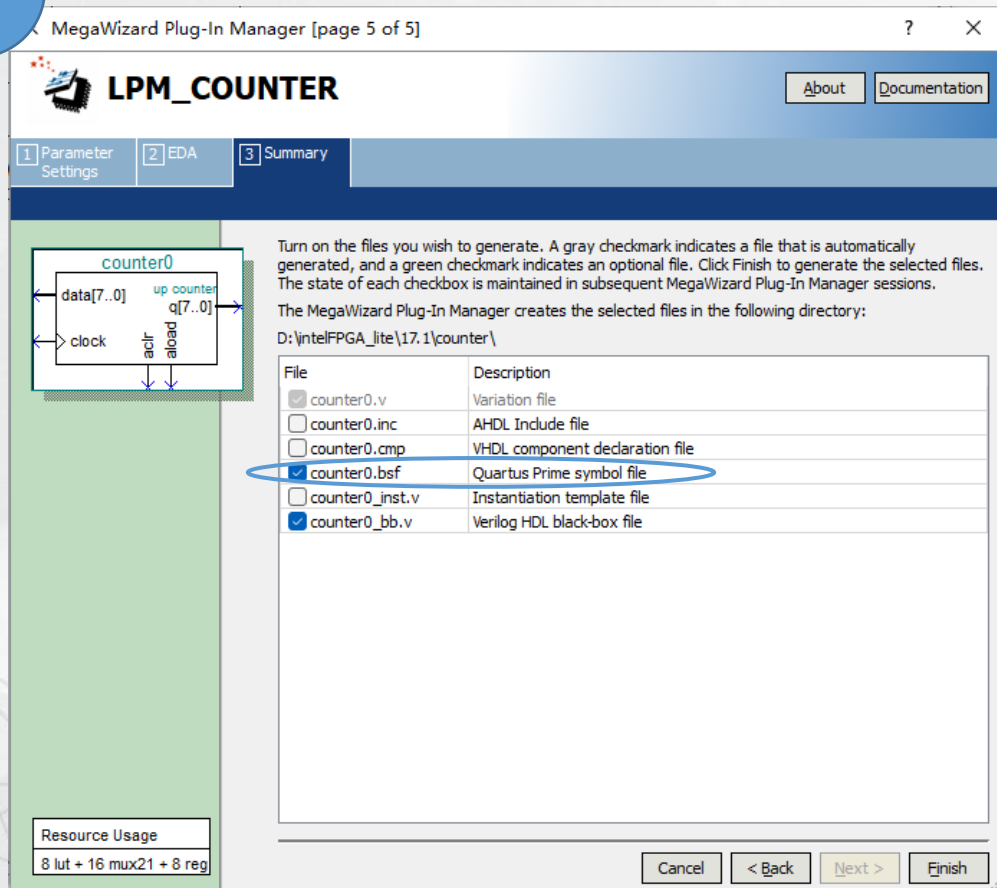 MegaWizard Plug-In Manager [page 5 of 5]
?
LPM_COUNTER
About
Documentation
1 Parameter Settings
2 EDA
3 Summary
counter0
data[7..0]
up counter
q[7..0]
clock
aclr
aload
Turn on the files you wish to generate. A gray checkmark indicates a file that is automatically
generated, and a green checkmark indicates an optional file. Click Finish to generate the selected files.
The state of each checkbox is maintained in subsequent MegaWizard Plug-In Manager sessions.
The MegaWizard Plug-In Manager creates the selected files in the following directory:
D:\intelFPGA_lite\17.1\counter\
File Description
counter0.v Variation file
counter0.inc AHDL Include file
counter0.cmp VHDL component declaration file
counter0.bsf Quartus Prime symbol file
counter0_inst.v Instantiation template file
counter0_bb.v Verilog HDL black-box file
Resource Usage
8 lut + 16 mux21 + 8 reg
Cancel
< Back
Next >
Finish